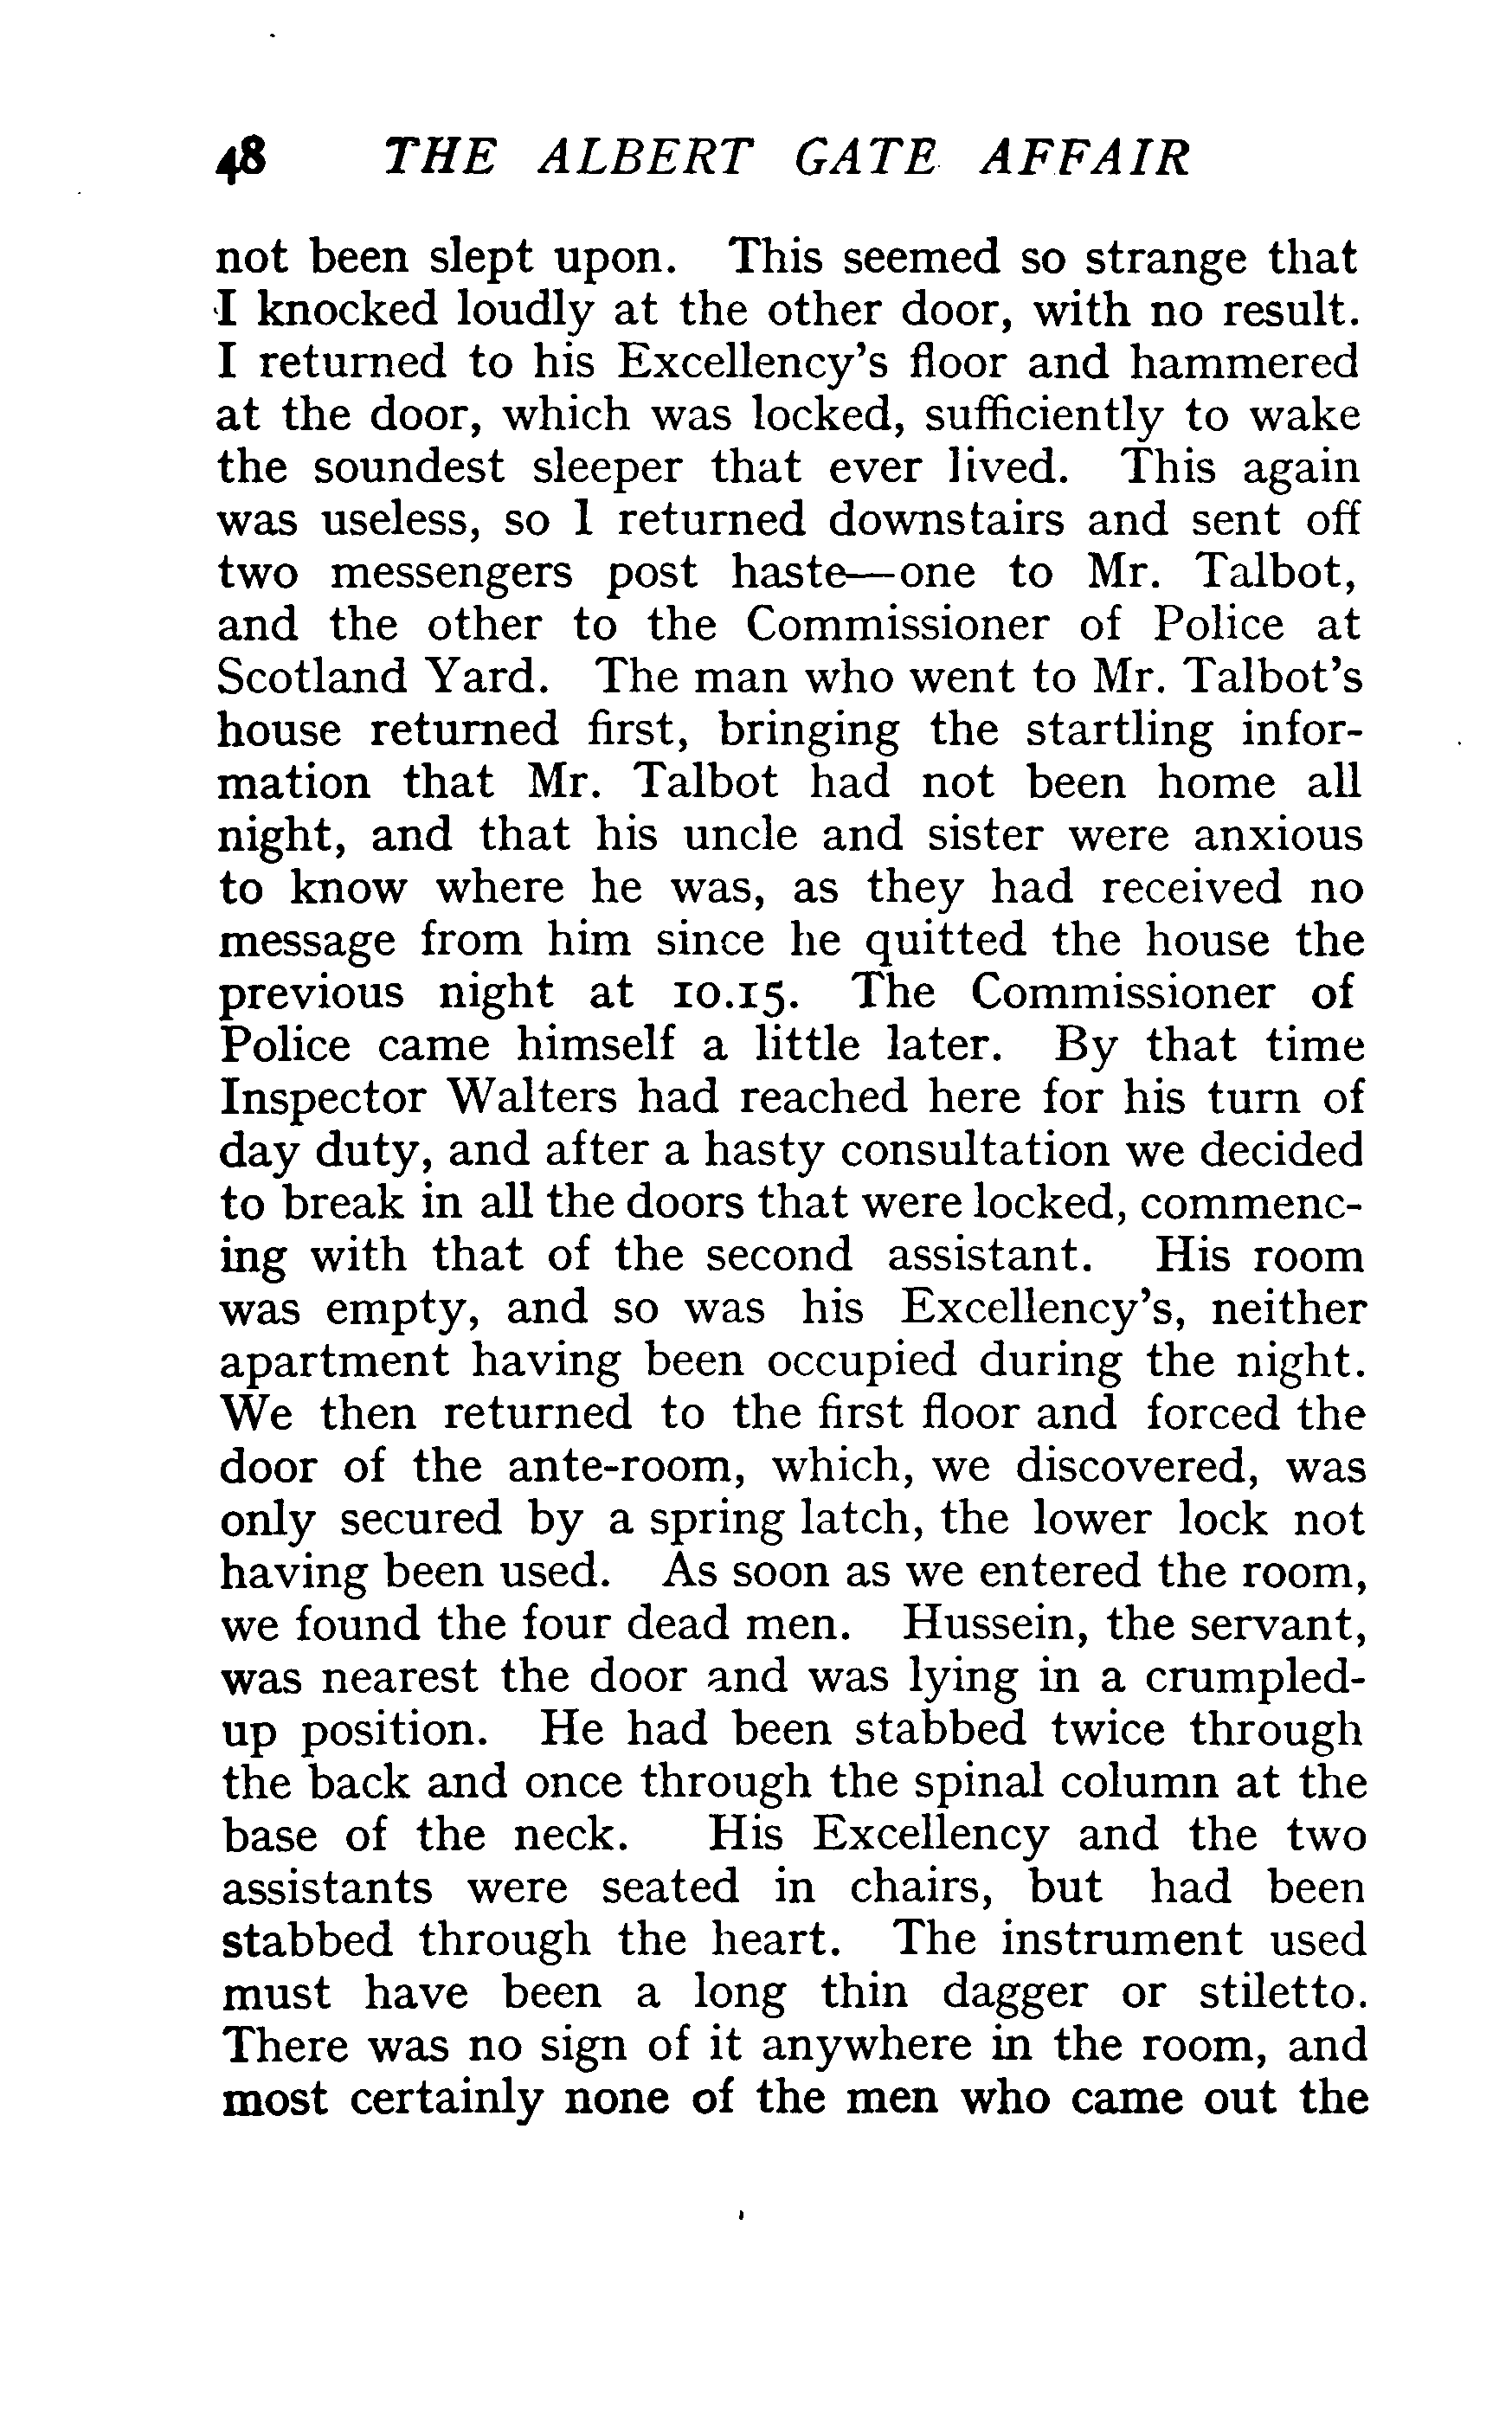 48 THE ALBERT GATE AFFAIR
not been slept upon. This seemed so strange that
I knocked loudly at the other door, with no result.
I returned to his Excellency's floor and hammered
at the door, which was locked, sufficiently to wake
the soundest sleeper that ever lived. This again
was useless, so I returned downstairs and sent off
two messengers post haste—one to Mr. Talbot,
and the other to the Commissioner of Police at
Scotland Yard. The man who went to Mr. Talbot's
house returned first, bringing the startling infor-
mation that Mr. Talbot had not been home all
night, and that his uncle and sister were anxious
to know where he was, as they had received no
message from him since he quitted the house the
previous night at 10.15. The Commissioner of
Police came himself a little later. By that time
Inspector Walters had reached here for his turn of
day duty, and after a hasty consultation we decided
to break in all the doors that were locked, commenc-
ing with that of the second assistant. His room
was empty, and so was his Excellency's, neither
apartment having been occupied during the night.
We then returned to the first floor and forced the
door of the ante-room, which, we discovered, was
only secured by a spring latch, the lower lock not
having been used. As soon as we entered the room,
we found the four dead men. Hussein, the servant,
was nearest the door and was lying in a crumpled-
up position. He had been stabbed twice through
the back and once through the spinal column at the
base of the neck. His Excellency and the two
assistants were seated in chairs, but had been
stabbed through the heart. The instrument used
must have been a long thin dagger or stiletto.
There was no sign of it anywhere in the room, and
most certainly none of the men who came out the